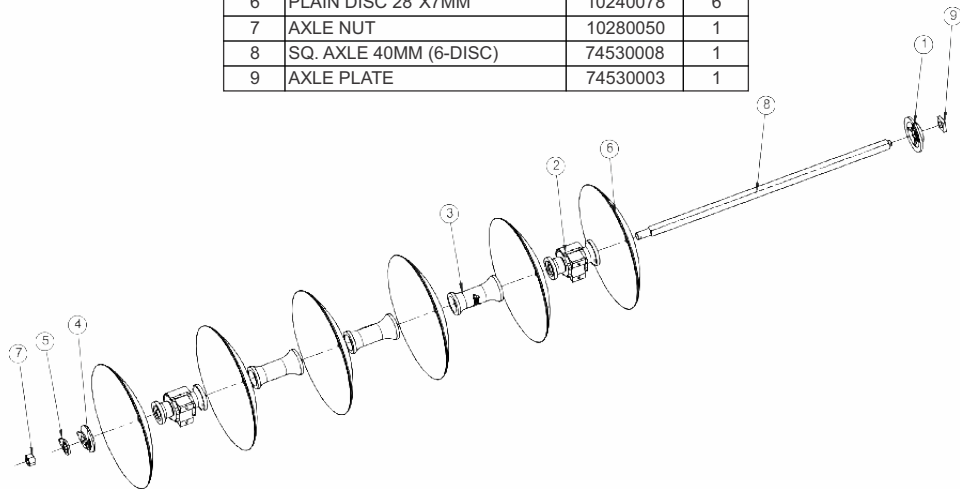 6 PLAIN DISC 28"X7MM 10240078 6
7 AXLE NUT 10280050 1
8 SQ. AXLE 40MM (6-DISC) 74530008 1
9 AXLE PLATE 74530003 1
9
1
8
6
2
3
4
5
7